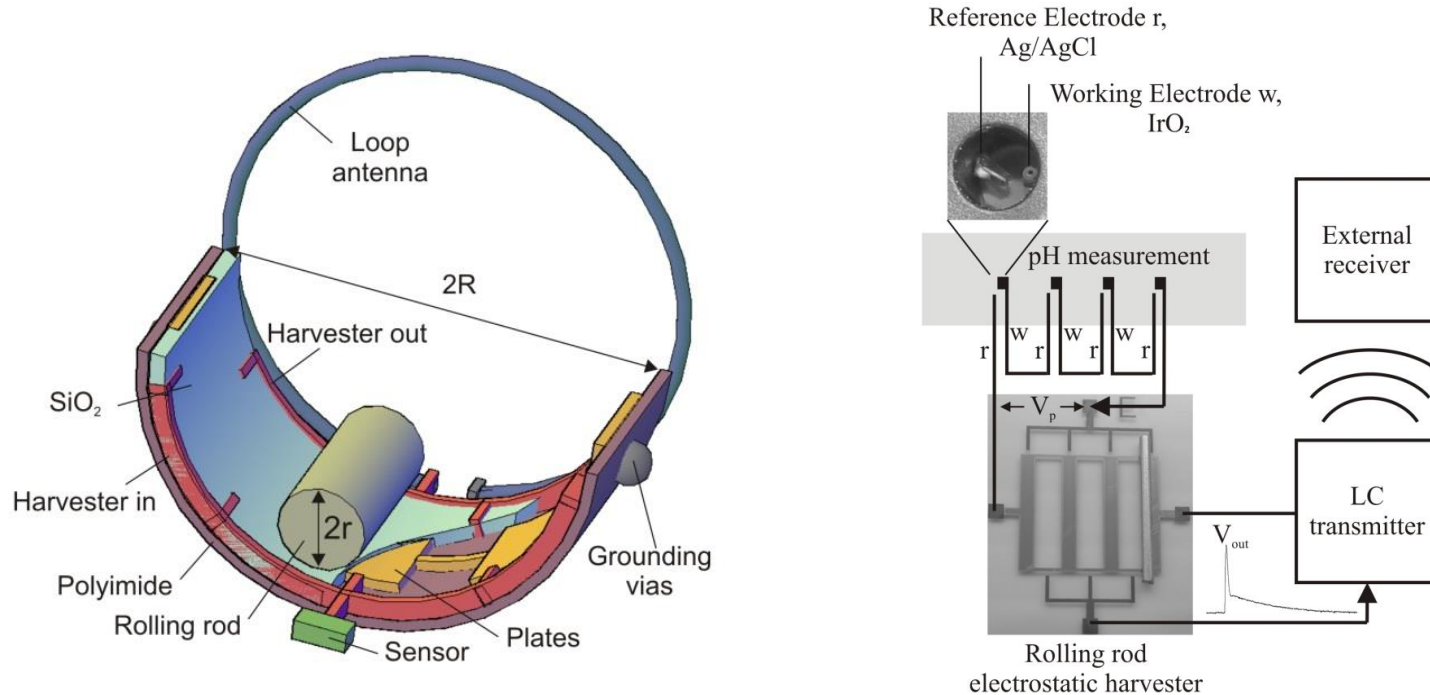 Loop
antenna
2R
Harvester out
SiO₂
Harvester in
2r
Polyimide
Rolling rod
Sensor
Plates
Grounding
vias
Reference Electrode r,
Ag/AgCl
Working Electrode w,
IrO₂
pH measurement
w
w
w
r
r
r
r
Vₚ
External
receiver
LC
transmitter
Vout
Rolling rod
electrostatic harvester